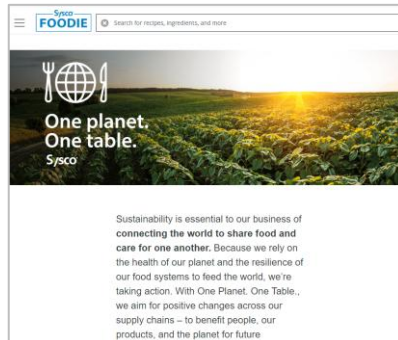 Sysco
FOODIE
Search for recipes, ingredients, and more
One planet.
One table.
Sysco
Sustainability is essential to our business of
connecting the world to share food and
care for one another. Because we rely on
the health of our planet and the resilience of
our food systems to feed the world, we're
taking action. With One Planet. One Table.,
we aim for positive changes across our
supply chains – to benefit people, our
products, and the planet for future